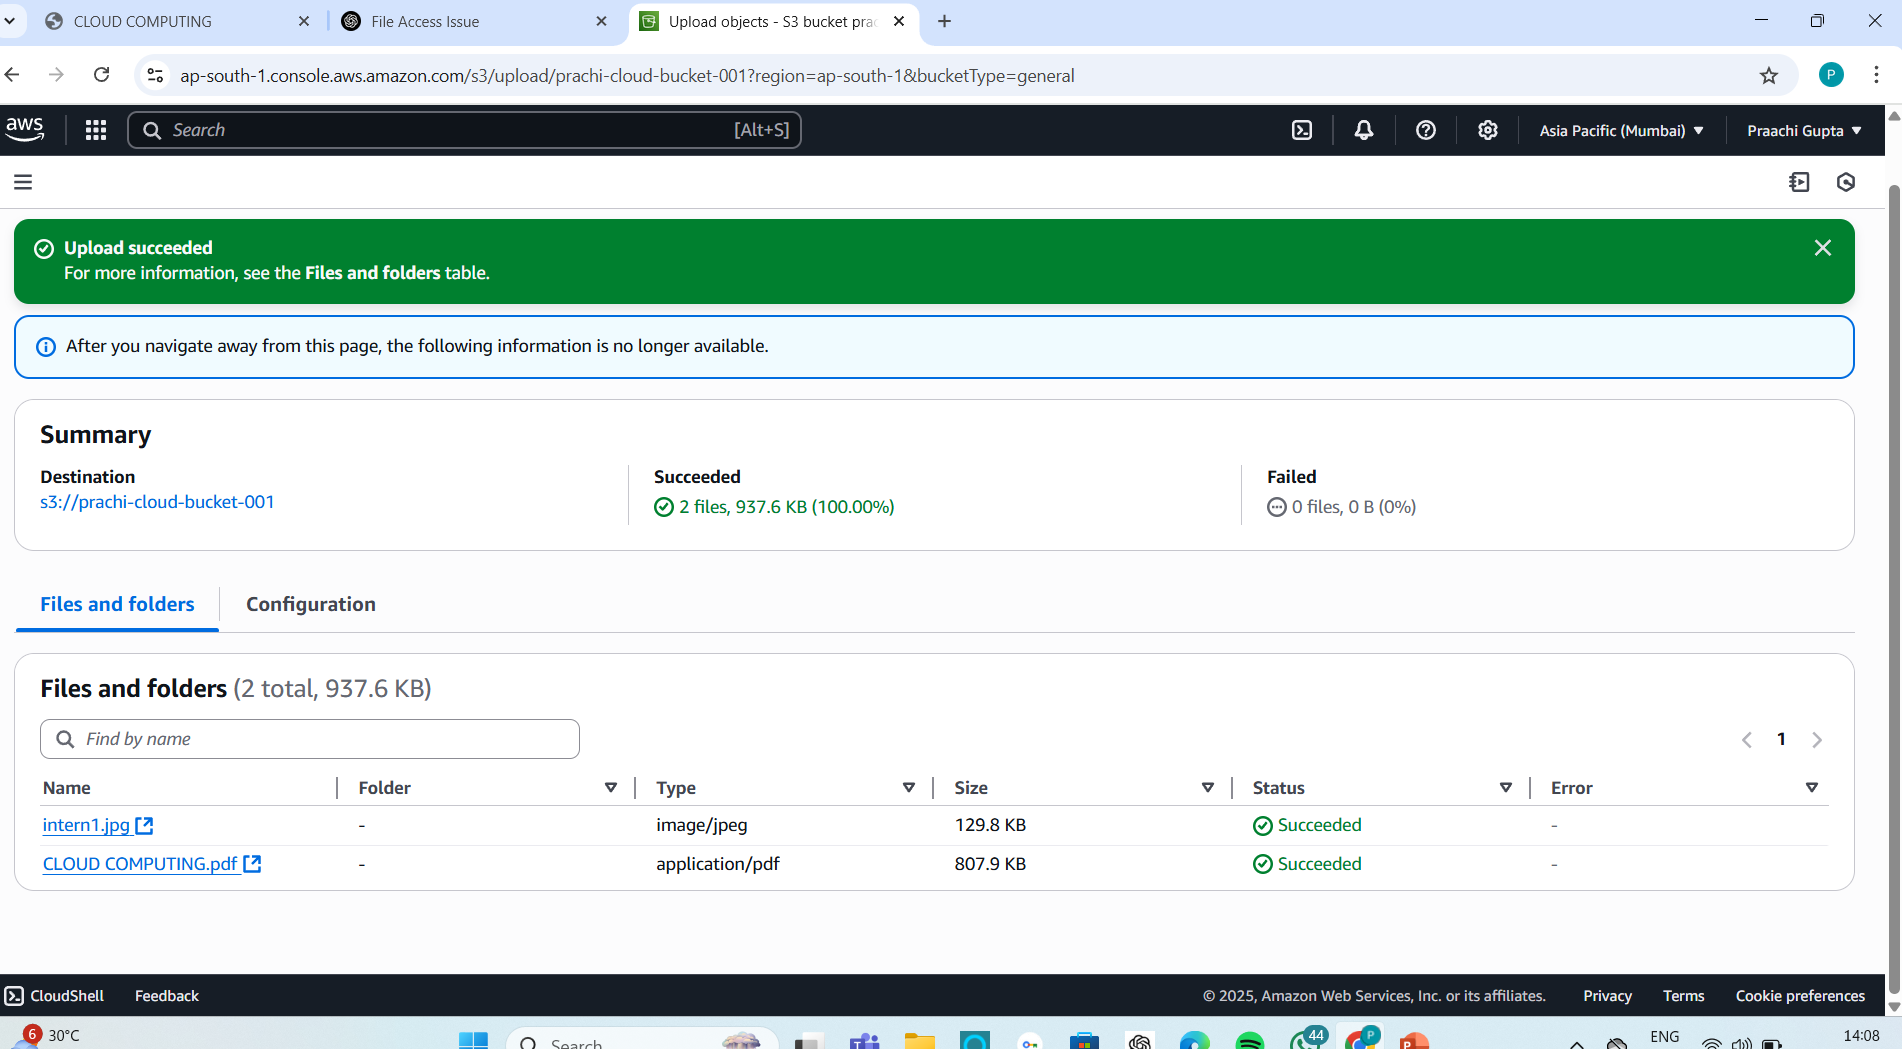 CLOUD COMPUTING
File Access Issue
Upload objects - S3 bucket prac
ap-south-1.console.aws.amazon.com/s3/upload/prachi-cloud-bucket-001?region=ap-south-1&bucketType=general
P
aws
Search
[Alt+S]
Asia Pacific (Mumbai)
Praachi Gupta
Upload succeeded
For more information, see the Files and folders table.
After you navigate away from this page, the following information is no longer available.
Summary
Destination
s3://prachi-cloud-bucket-001
Succeeded
2 files, 937.6 KB (100.00%)
Failed
0 files, 0 B (0%)
Files and folders
Configuration
Files and folders (2 total, 937.6 KB)
Find by name
1
Name Folder Type Size Status Error
intern1.jpg - image/jpeg 129.8 KB Succeeded -
CLOUD COMPUTING.pdf - application/pdf 807.9 KB Succeeded -
CloudShell
Feedback
© 2025, Amazon Web Services, Inc. or its affiliates.
Privacy
Terms
Cookie preferences
6
30°C
Search
44
P
ENG
14:08